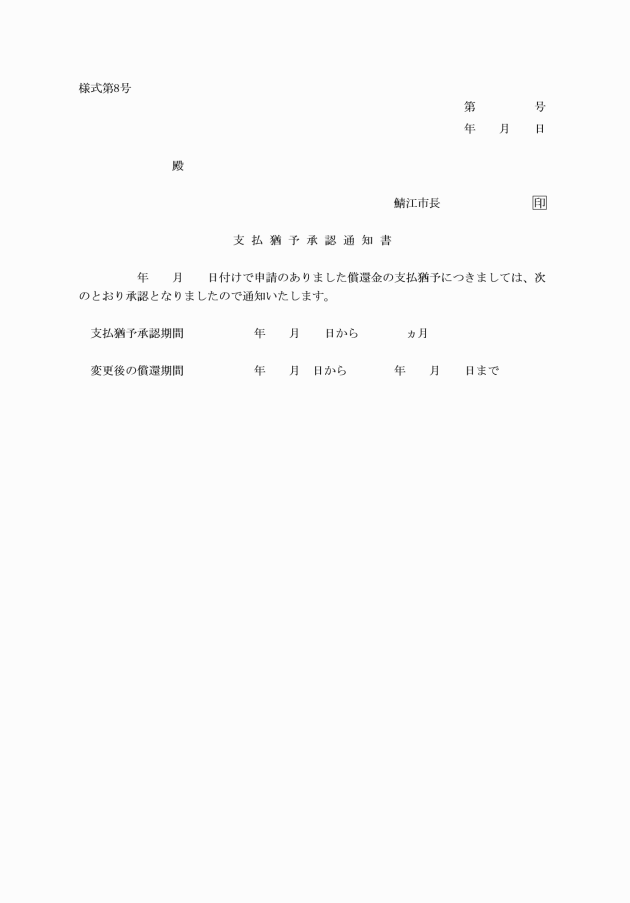 様式第8号
第　　　　　号
年　　月　　日
殿
鯖江市長　　　　　　　　印
支払猶予承認通知書
年　　月　　日付けで申請のありました償還金の支払猶予につきましては、次
のとおり承認となりましたので通知いたします。
支払猶予承認期間　　　　　　年　　月　　日から　　　　ヵ月
変更後の償還期間　　　　　　年　　月　日から　　　　年　　月　　日まで